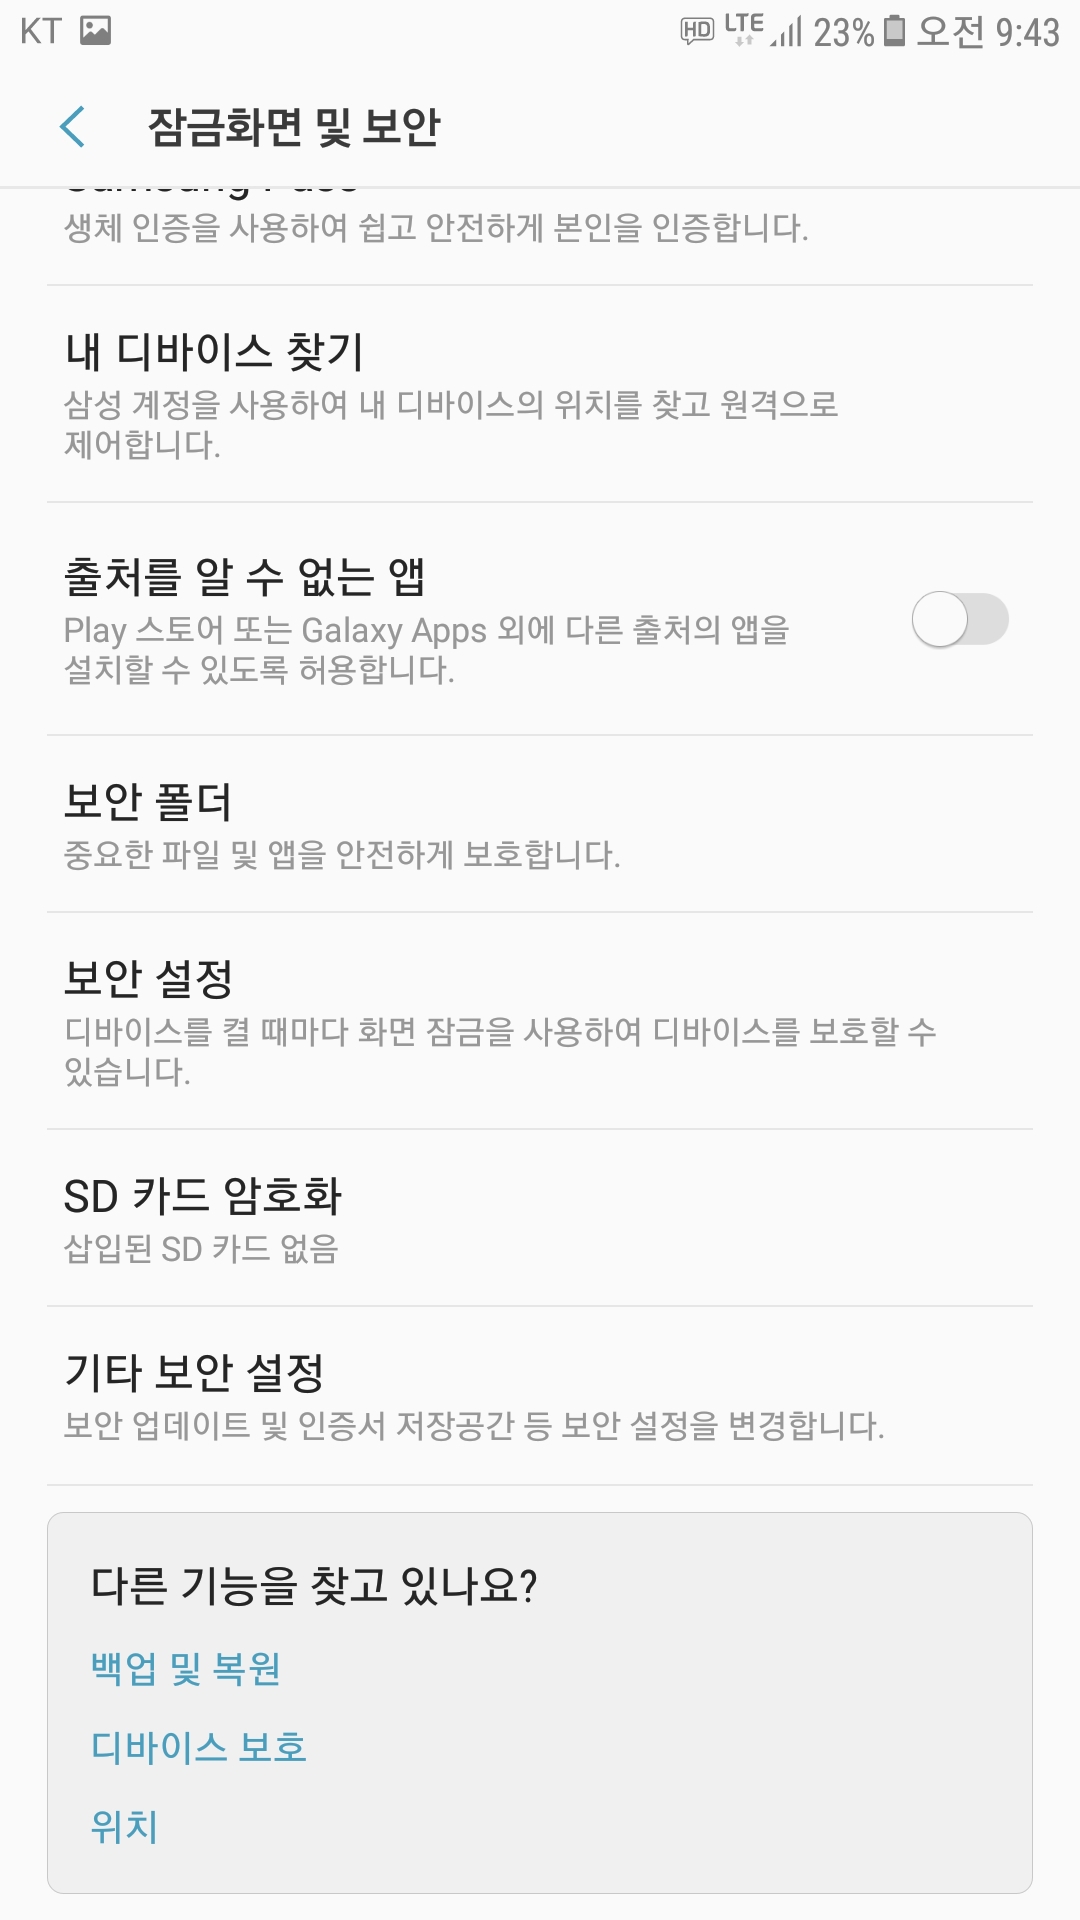 KT HD LTE 23% 오전 9:43
잠금화면 및 보안
Samsung Pass
생체 인증을 사용하여 쉽고 안전하게 본인을 인증합니다.
내 디바이스 찾기
삼성 계정을 사용하여 내 디바이스의 위치를 찾고 원격으로
제어합니다.
출처를 알 수 없는 앱
Play 스토어 또는 Galaxy Apps 외에 다른 출처의 앱을
설치할 수 있도록 허용합니다.
보안 폴더
중요한 파일 및 앱을 안전하게 보호합니다.
보안 설정
디바이스를 켤 때마다 화면 잠금을 사용하여 디바이스를 보호할 수
있습니다.
SD 카드 암호화
삽입된 SD 카드 없음
기타 보안 설정
보안 업데이트 및 인증서 저장공간 등 보안 설정을 변경합니다.
다른 기능을 찾고 있나요?
백업 및 복원
디바이스 보호
위치